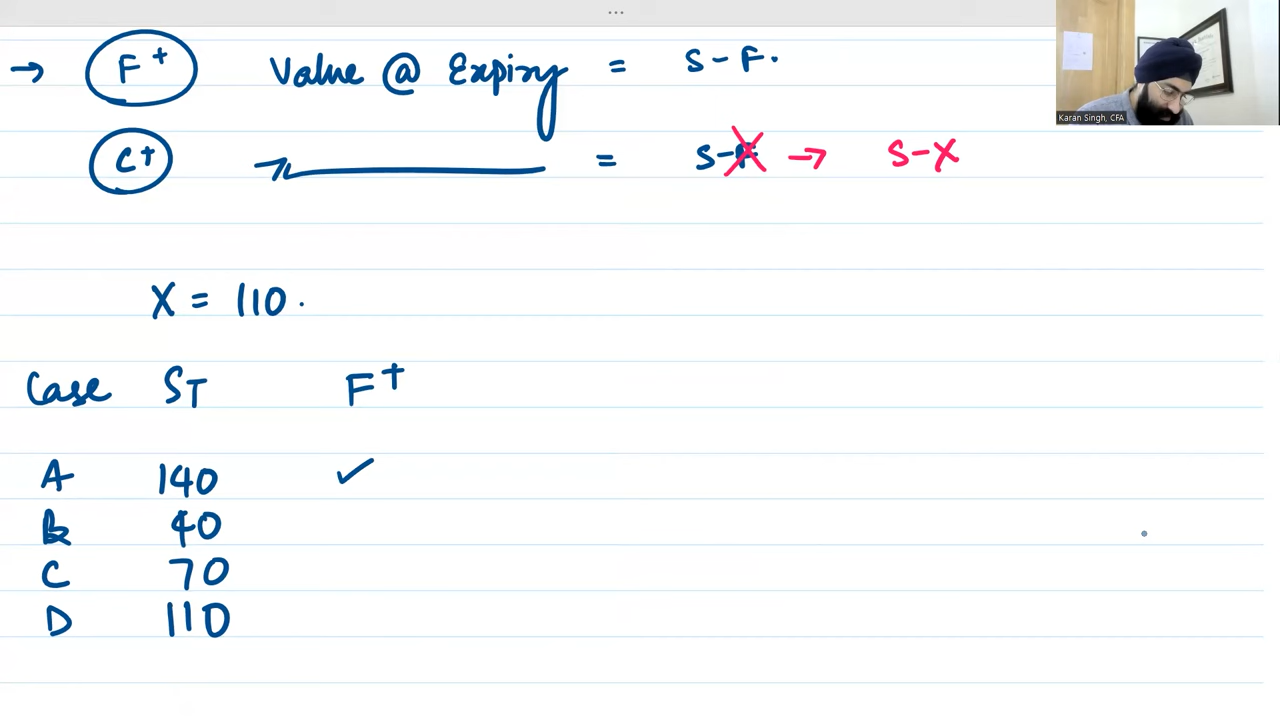 ...
→ F⁺ Value @ Expiry = S-F.
C⁺ = S-F → S-X
Karan Singh, CFA
X = 110.
Case ST F⁺
A 140 ✓
B 40
C 70
D 110